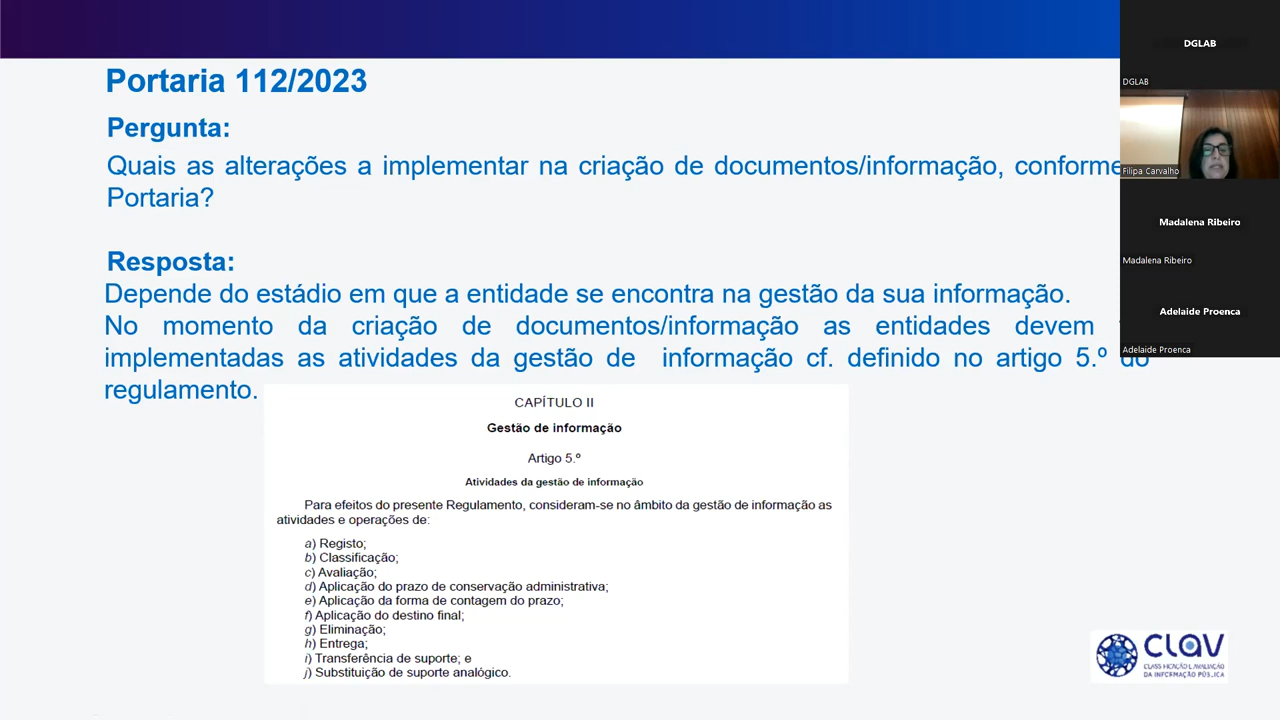 Portaria 112/2023
Pergunta:
Quais as alterações a implementar na criação de documentos/informação, conforme
Portaria?
Resposta:
Depende do estádio em que a entidade se encontra na gestão da sua informação.
No momento da criação de documentos/informação as entidades devem
implementadas as atividades da gestão de informação cf. definido no artigo 5.º do
regulamento.
CAPÍTULO II
Gestão de informação
Artigo 5.º
Atividades da gestão de informação
Para efeitos do presente Regulamento, consideram-se no âmbito da gestão de informação as
atividades e operações de:
a) Registo;
b) Classificação;
c) Avaliação;
d) Aplicação do prazo de conservação administrativa;
e) Aplicação da forma de contagem do prazo;
f) Aplicação do destino final;
g) Eliminação;
h) Entrega;
i) Transferência de suporte; e
j) Substituição de suporte analógico.
DGLAB
DGLAB
Filipa Carvalho
Madalena Ribeiro
Madalena Ribeiro
Adelaide Proenca
Adelaide Proenca
CLAV
CLASSIFICAÇÃO E AVALIAÇÃO
DA INFORMAÇÃO PÚBLICA